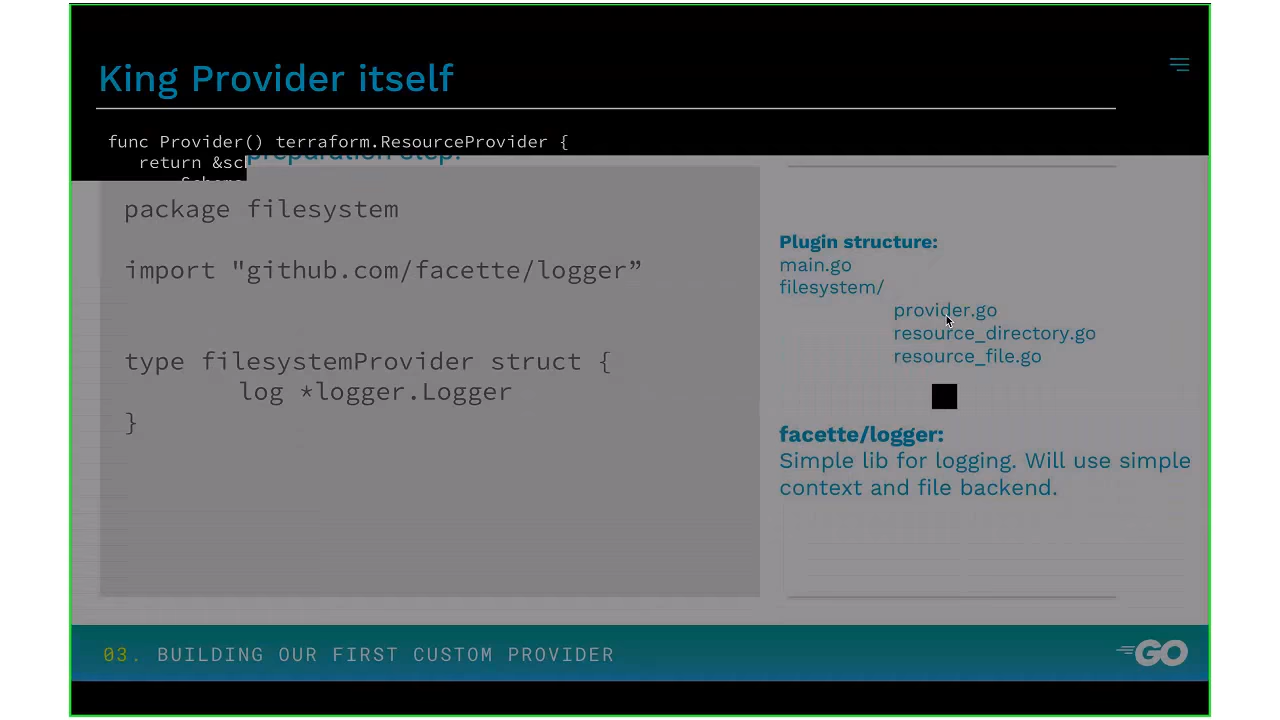 King Provider itself
func Provider() terraform.ResourceProvider {
return &sc
preparation step:
package filesystem
import "github.com/facette/logger”
type filesystemProvider struct {
log *logger.Logger
}
Plugin structure:
main.go
filesystem/
provider.go
resource_directory.go
resource_file.go
facette/logger:
Simple lib for logging. Will use simple
context and file backend.
03. BUILDING OUR FIRST CUSTOM PROVIDER
GO